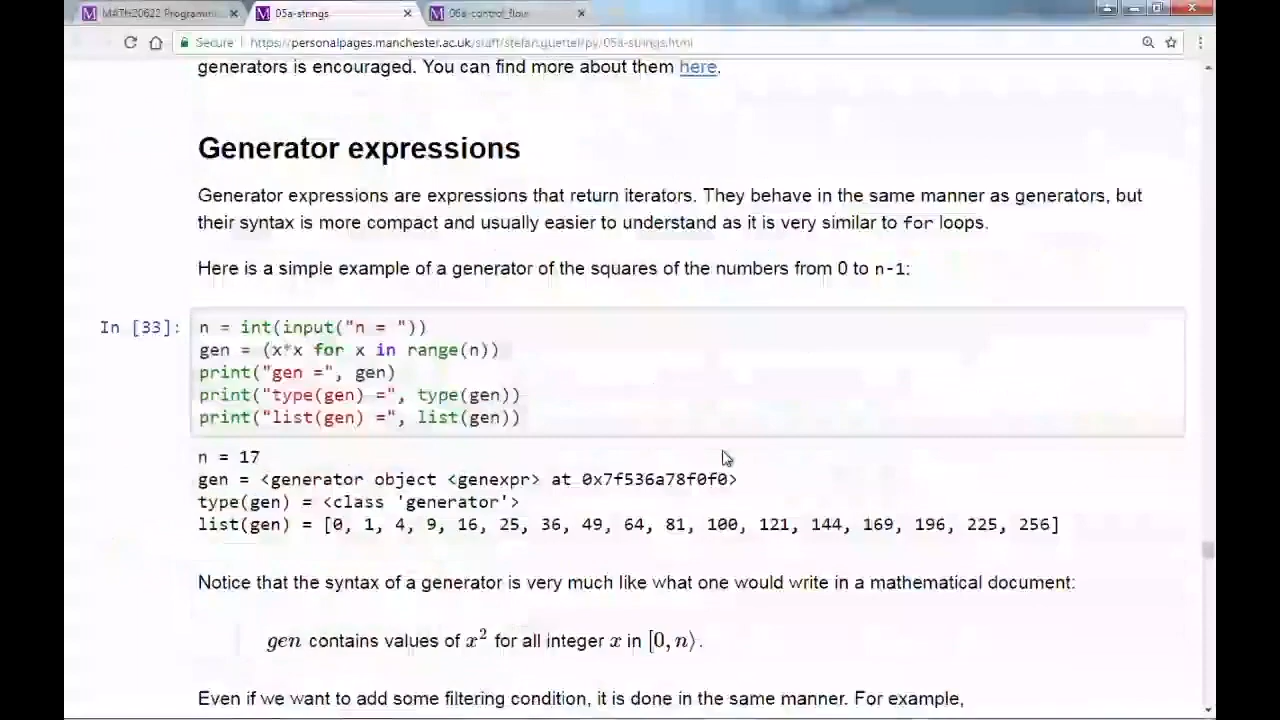 MATH20622 Programmi...
05a-strings
06a-control_flow
Secure
https://personalpages.manchester.ac.uk/staff/stefan.guettel/py/05a-strings.html
generators is encouraged. You can find more about them here.
Generator expressions
Generator expressions are expressions that return iterators. They behave in the same manner as generators, but
their syntax is more compact and usually easier to understand as it is very similar to for loops.
Here is a simple example of a generator of the squares of the numbers from 0 to n-1:
In [33]: n = int(input("n = "))
gen = (x*x for x in range(n))
print("gen =", gen)
print("type(gen) =", type(gen))
print("list(gen) =", list(gen))
n = 17
gen = <generator object <genexpr> at 0x7f536a78f0f0>
type(gen) = <class 'generator'>
list(gen) = [0, 1, 4, 9, 16, 25, 36, 49, 64, 81, 100, 121, 144, 169, 196, 225, 256]
Notice that the syntax of a generator is very much like what one would write in a mathematical document:
gen contains values of x² for all integer x in [0, n⟩.
Even if we want to add some filtering condition, it is done in the same manner. For example,